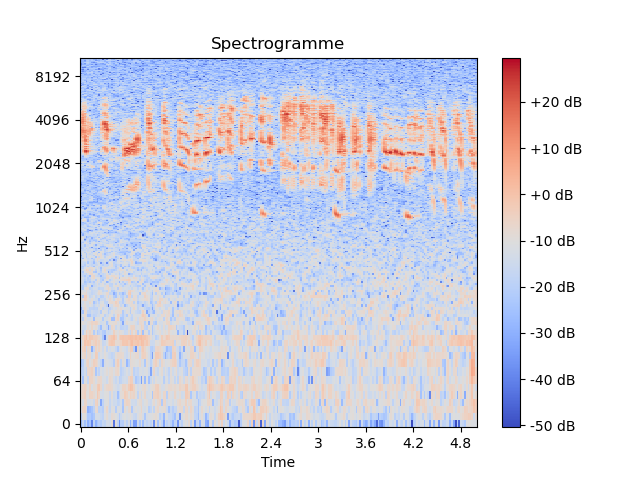 Spectrogramme
8192
4096
2048
1024
512
256
128
64
0
Hz
0 0.6 1.2 1.8 2.4 3 3.6 4.2 4.8
Time
+20 dB
+10 dB
+0 dB
-10 dB
-20 dB
-30 dB
-40 dB
-50 dB